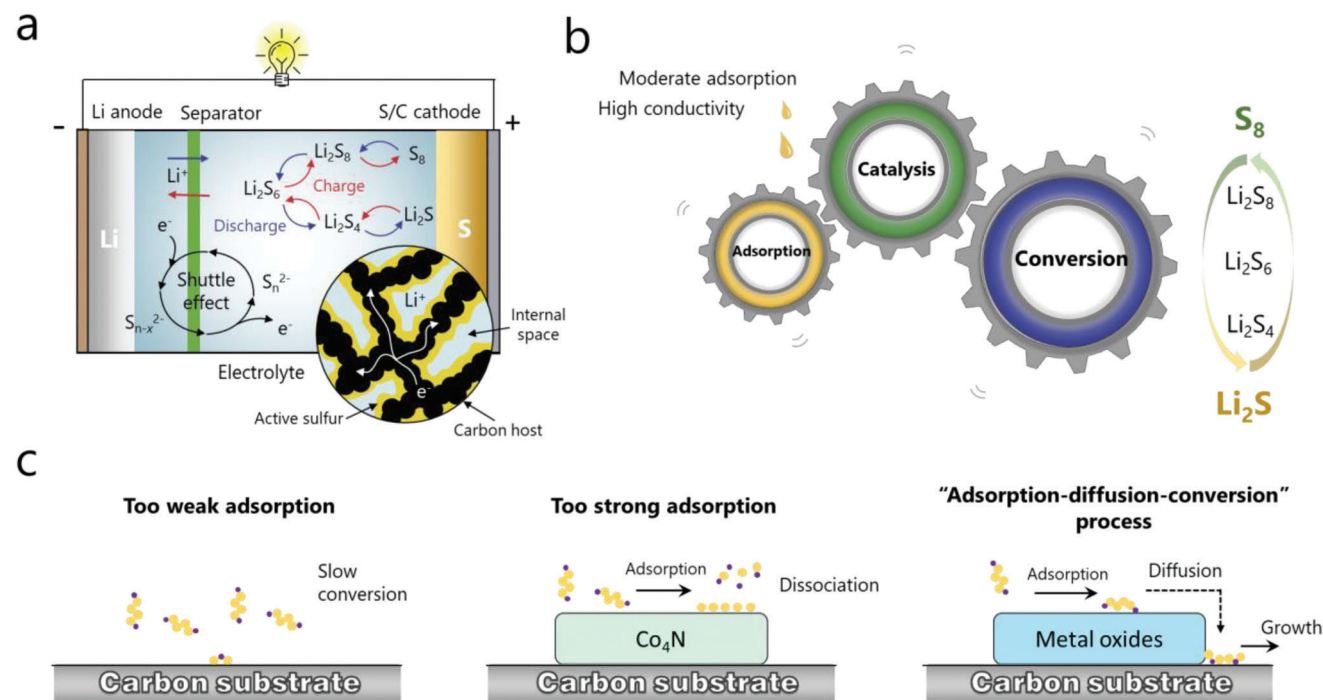 a
Li anode
Separator
S/C cathode
-
+
Li⁺
Li₂S₈
S₈
Li₂S₆
Charge
Discharge
Li₂S₄
Li₂S
Li
S
e⁻
Shuttle
effect
Sₙ²⁻
Sₙ₋ₓ²⁻
e⁻
Li⁺
Internal
space
Electrolyte
e⁻
Active sulfur
Carbon host
b
Moderate adsorption
High conductivity
Catalysis
Adsorption
Conversion
S₈
Li₂S₈
Li₂S₆
Li₂S₄
Li₂S
c
Too weak adsorption
Slow
conversion
Carbon substrate
Too strong adsorption
Adsorption
Dissociation
Co₄N
Carbon substrate
“Adsorption-diffusion-conversion”
process
Adsorption
Diffusion
Metal oxides
Growth
Carbon substrate